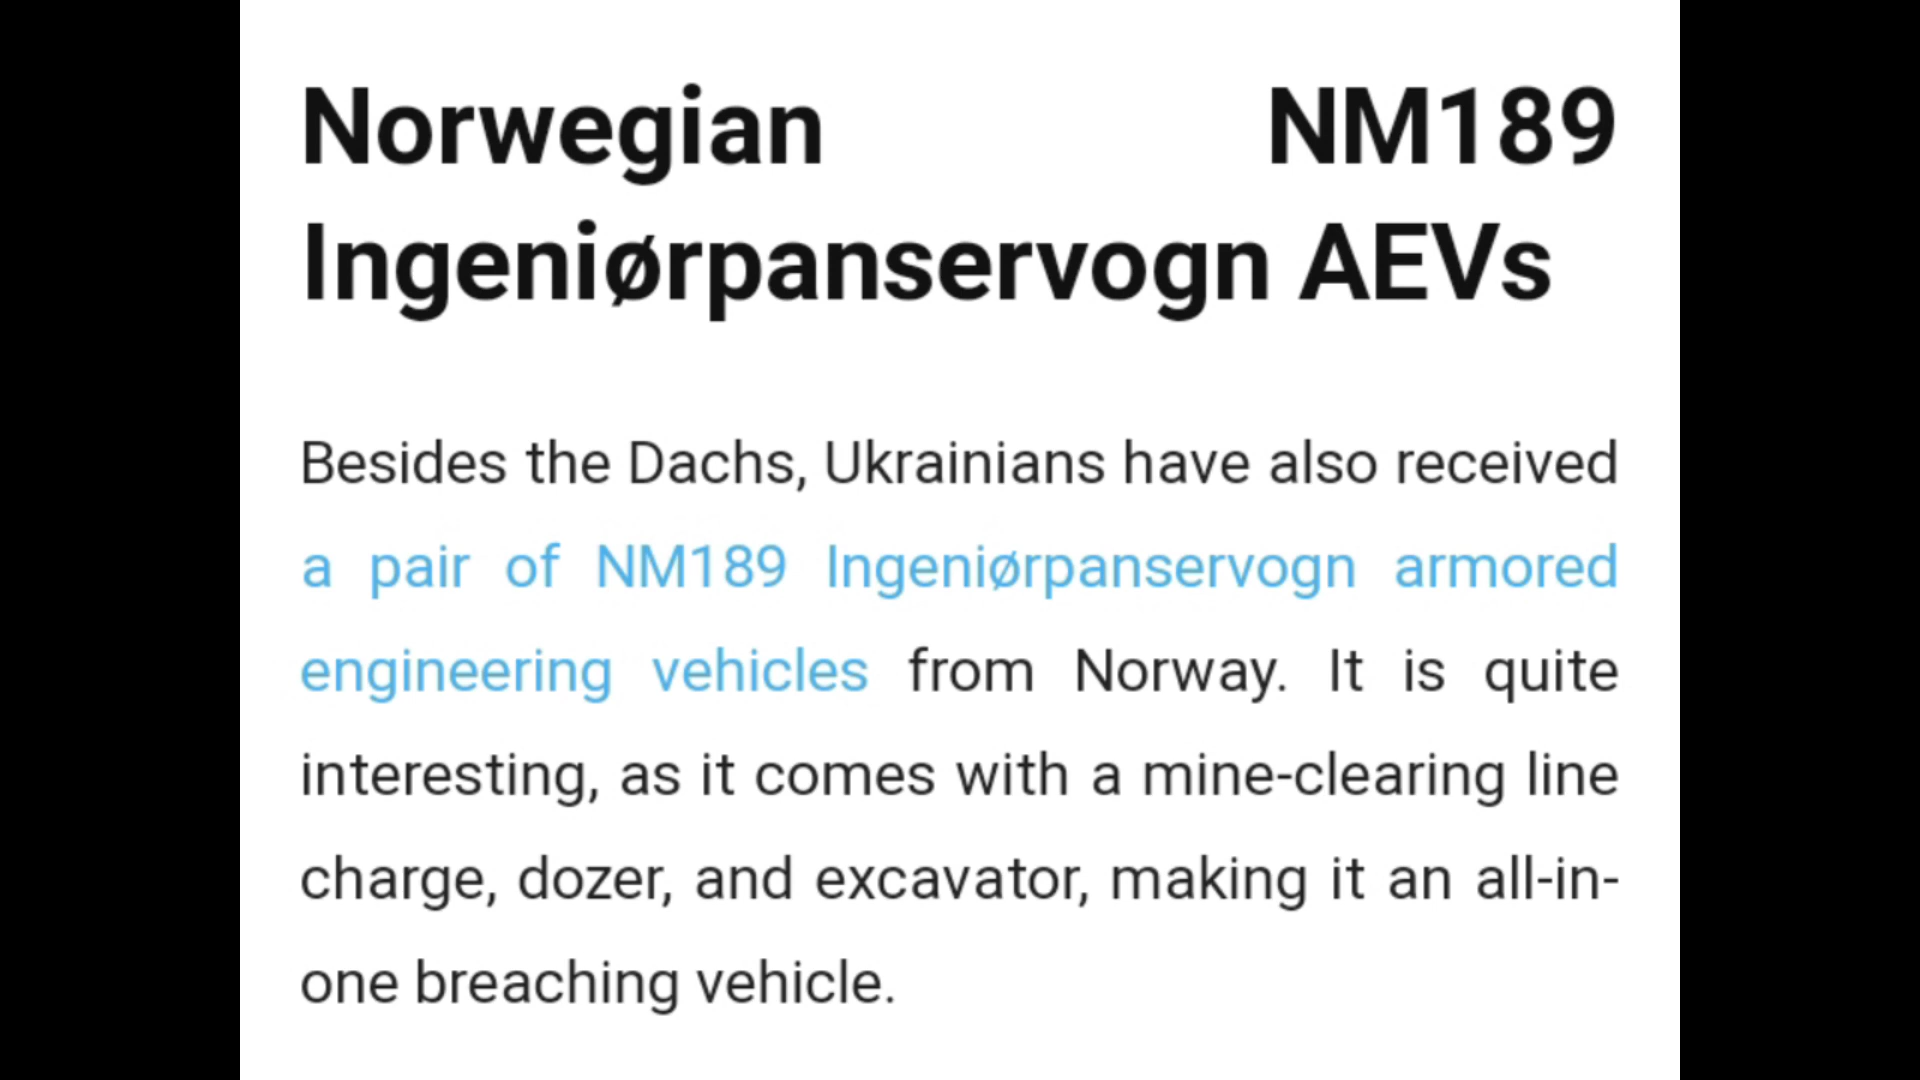 Norwegian NM189
Ingeniørpanservogn AEVs
Besides the Dachs, Ukrainians have also received
a pair of NM189 Ingeniørpanservogn armored
engineering vehicles from Norway. It is quite
interesting, as it comes with a mine-clearing line
charge, dozer, and excavator, making it an all-in-
one breaching vehicle.